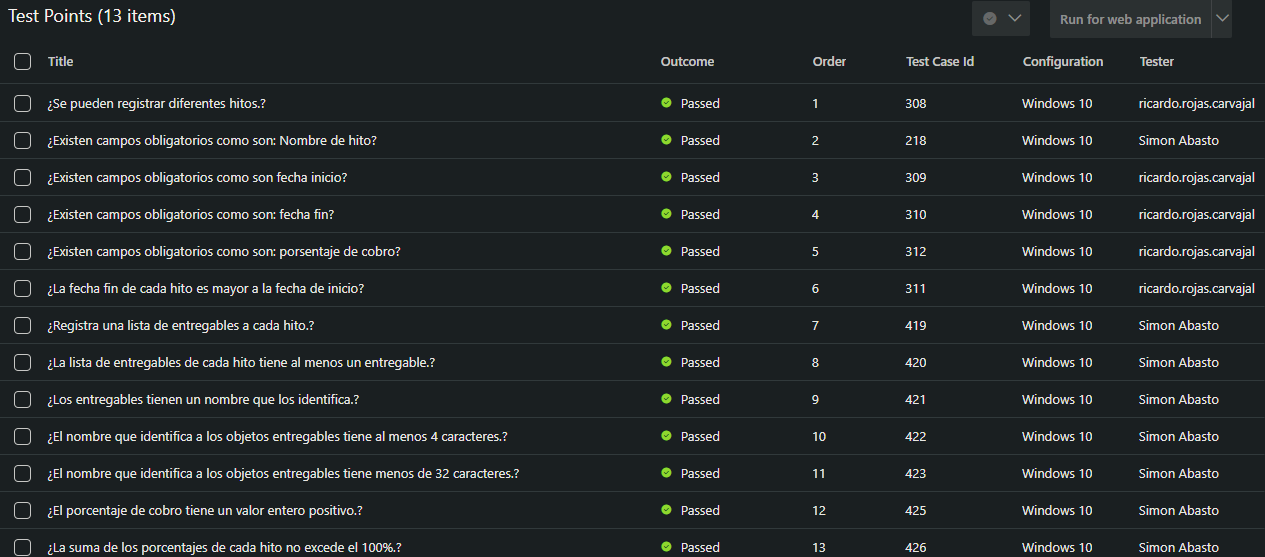 Test Points (13 items)
Run for web application
Title Outcome Order Test Case Id Configuration Tester
¿Se pueden registrar diferentes hitos.? Passed 1 308 Windows 10 ricardo.rojas.carvajal
¿Existen campos obligatorios como son: Nombre de hito? Passed 2 218 Windows 10 Simon Abasto
¿Existen campos obligatorios como son fecha inicio? Passed 3 309 Windows 10 ricardo.rojas.carvajal
¿Existen campos obligatorios como son: fecha fin? Passed 4 310 Windows 10 ricardo.rojas.carvajal
¿Existen campos obligatorios como son: porsentaje de cobro? Passed 5 312 Windows 10 ricardo.rojas.carvajal
¿La fecha fin de cada hito es mayor a la fecha de inicio? Passed 6 311 Windows 10 ricardo.rojas.carvajal
¿Registra una lista de entregables a cada hito.? Passed 7 419 Windows 10 Simon Abasto
¿La lista de entregables de cada hito tiene al menos un entregable.? Passed 8 420 Windows 10 Simon Abasto
¿Los entregables tienen un nombre que los identifica.? Passed 9 421 Windows 10 Simon Abasto
¿El nombre que identifica a los objetos entregables tiene al menos 4 caracteres.? Passed 10 422 Windows 10 Simon Abasto
¿El nombre que identifica a los objetos entregables tiene menos de 32 caracteres.? Passed 11 423 Windows 10 Simon Abasto
¿El porcentaje de cobro tiene un valor entero positivo.? Passed 12 425 Windows 10 Simon Abasto
¿La suma de los porcentajes de cada hito no excede el 100%.? Passed 13 426 Windows 10 Simon Abasto